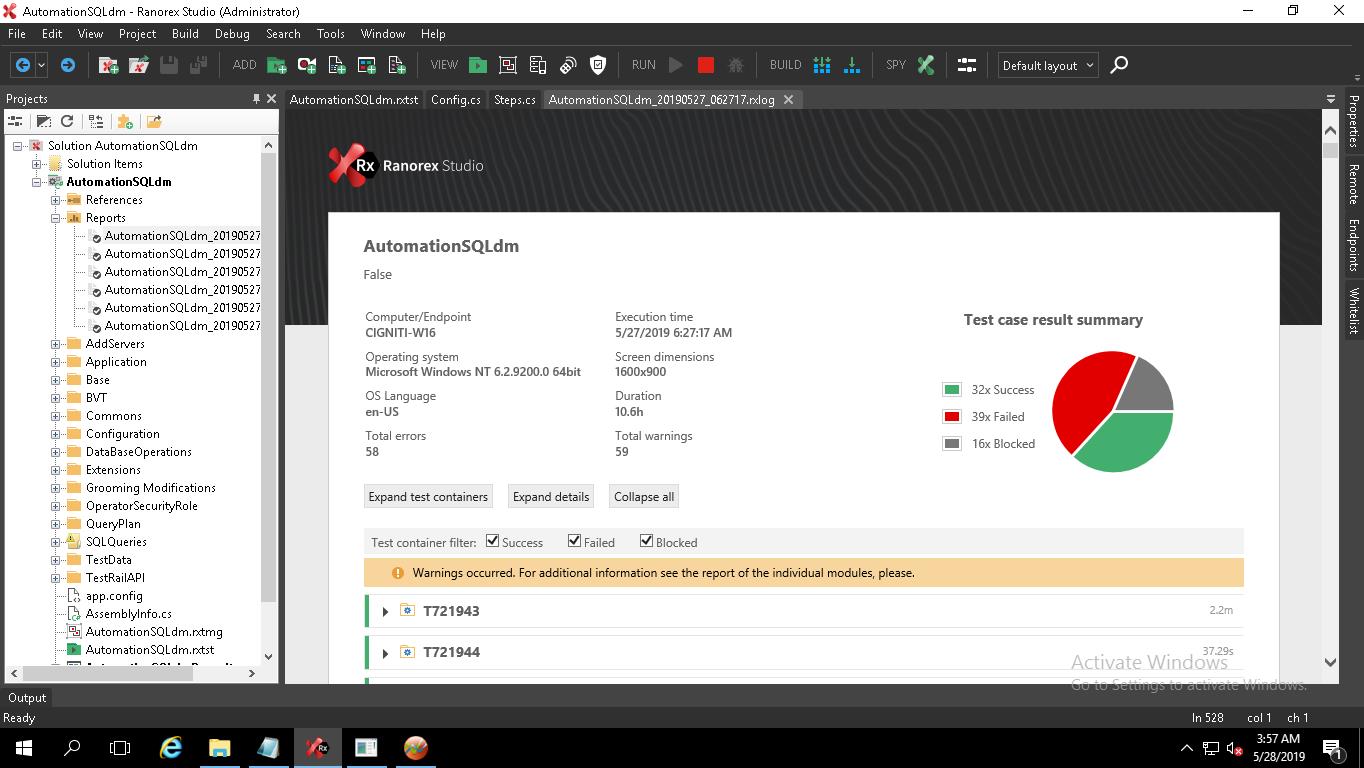 AutomationSQLdm - Ranorex Studio (Administrator)
File Edit View Project Build Debug Search Tools Window Help
ADD VIEW RUN BUILD SPY Default layout
Projects
AutomationSQLdm.rxtst Config.cs Steps.cs AutomationSQLdm_20190527_062717.rxlog
Solution AutomationSQLdm
Solution Items
AutomationSQLdm
References
Reports
AutomationSQLdm_20190527
AutomationSQLdm_20190527
AutomationSQLdm_20190527
AutomationSQLdm_20190527
AutomationSQLdm_20190527
AutomationSQLdm_20190527
AddServers
Application
Base
BVT
Commons
Configuration
DataBaseOperations
Extensions
Grooming Modifications
OperatorSecurityRole
QueryPlan
SQLQueries
TestData
TestRailAPI
app.config
AssemblyInfo.cs
AutomationSQLdm.rxtmg
AutomationSQLdm.rxtst
Rx Ranorex Studio
AutomationSQLdm
False
Computer/Endpoint
CIGNITI-W16
Execution time
5/27/2019 6:27:17 AM
Operating system
Microsoft Windows NT 6.2.9200.0 64bit
Screen dimensions
1600x900
OS Language
en-US
Duration
10.6h
Total errors
58
Total warnings
59
Test case result summary
32x Success
39x Failed
16x Blocked
Expand test containers Expand details Collapse all
Test container filter: Success Failed Blocked
Warnings occurred. For additional information see the report of the individual modules, please.
T721943 2.2m
T721944 37.29s
Activate Windows
Go to Settings to activate Windows.
Properties
Remote Endpoints
Whitelist
Output
Ready
ln 528 col 1 ch 1
Rx
3:57 AM
5/28/2019
1